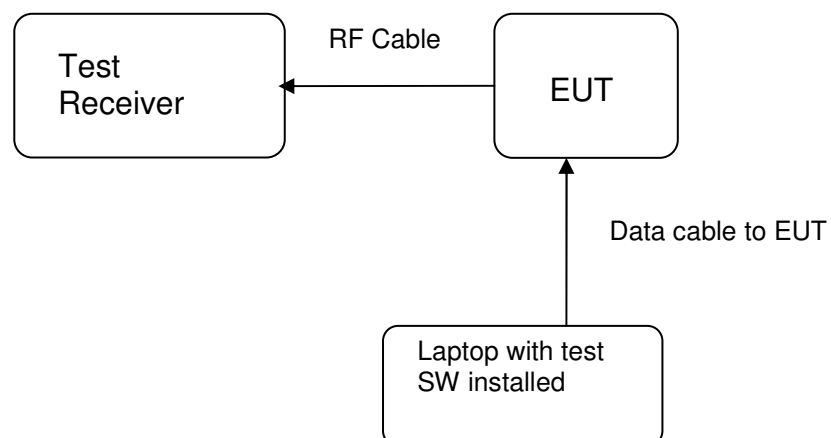 RF Cable
Test
Receiver
EUT
Data cable to EUT
Laptop with test
SW installed